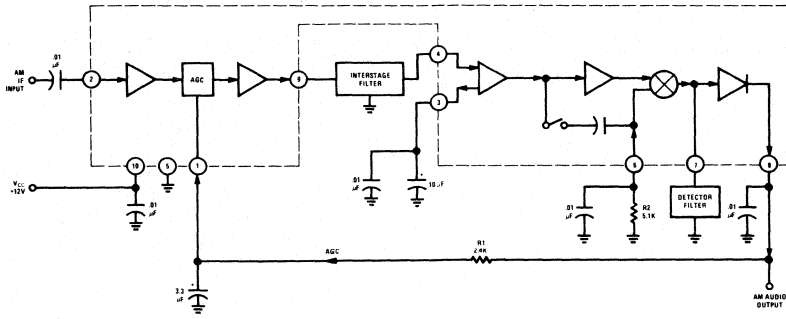 AM
IF
INPUT
.01
µF
2
AGC
9
INTERSTAGE
FILTER
4
3
.01
µF
10 µF
10
5
1
VCC
+12V
.01
µF
6
7
8
.01
µF
R2
5.1K
DETECTOR
FILTER
.01
µF
AGC
R1
2.4K
3.3
µF
AM AUDIO
OUTPUT